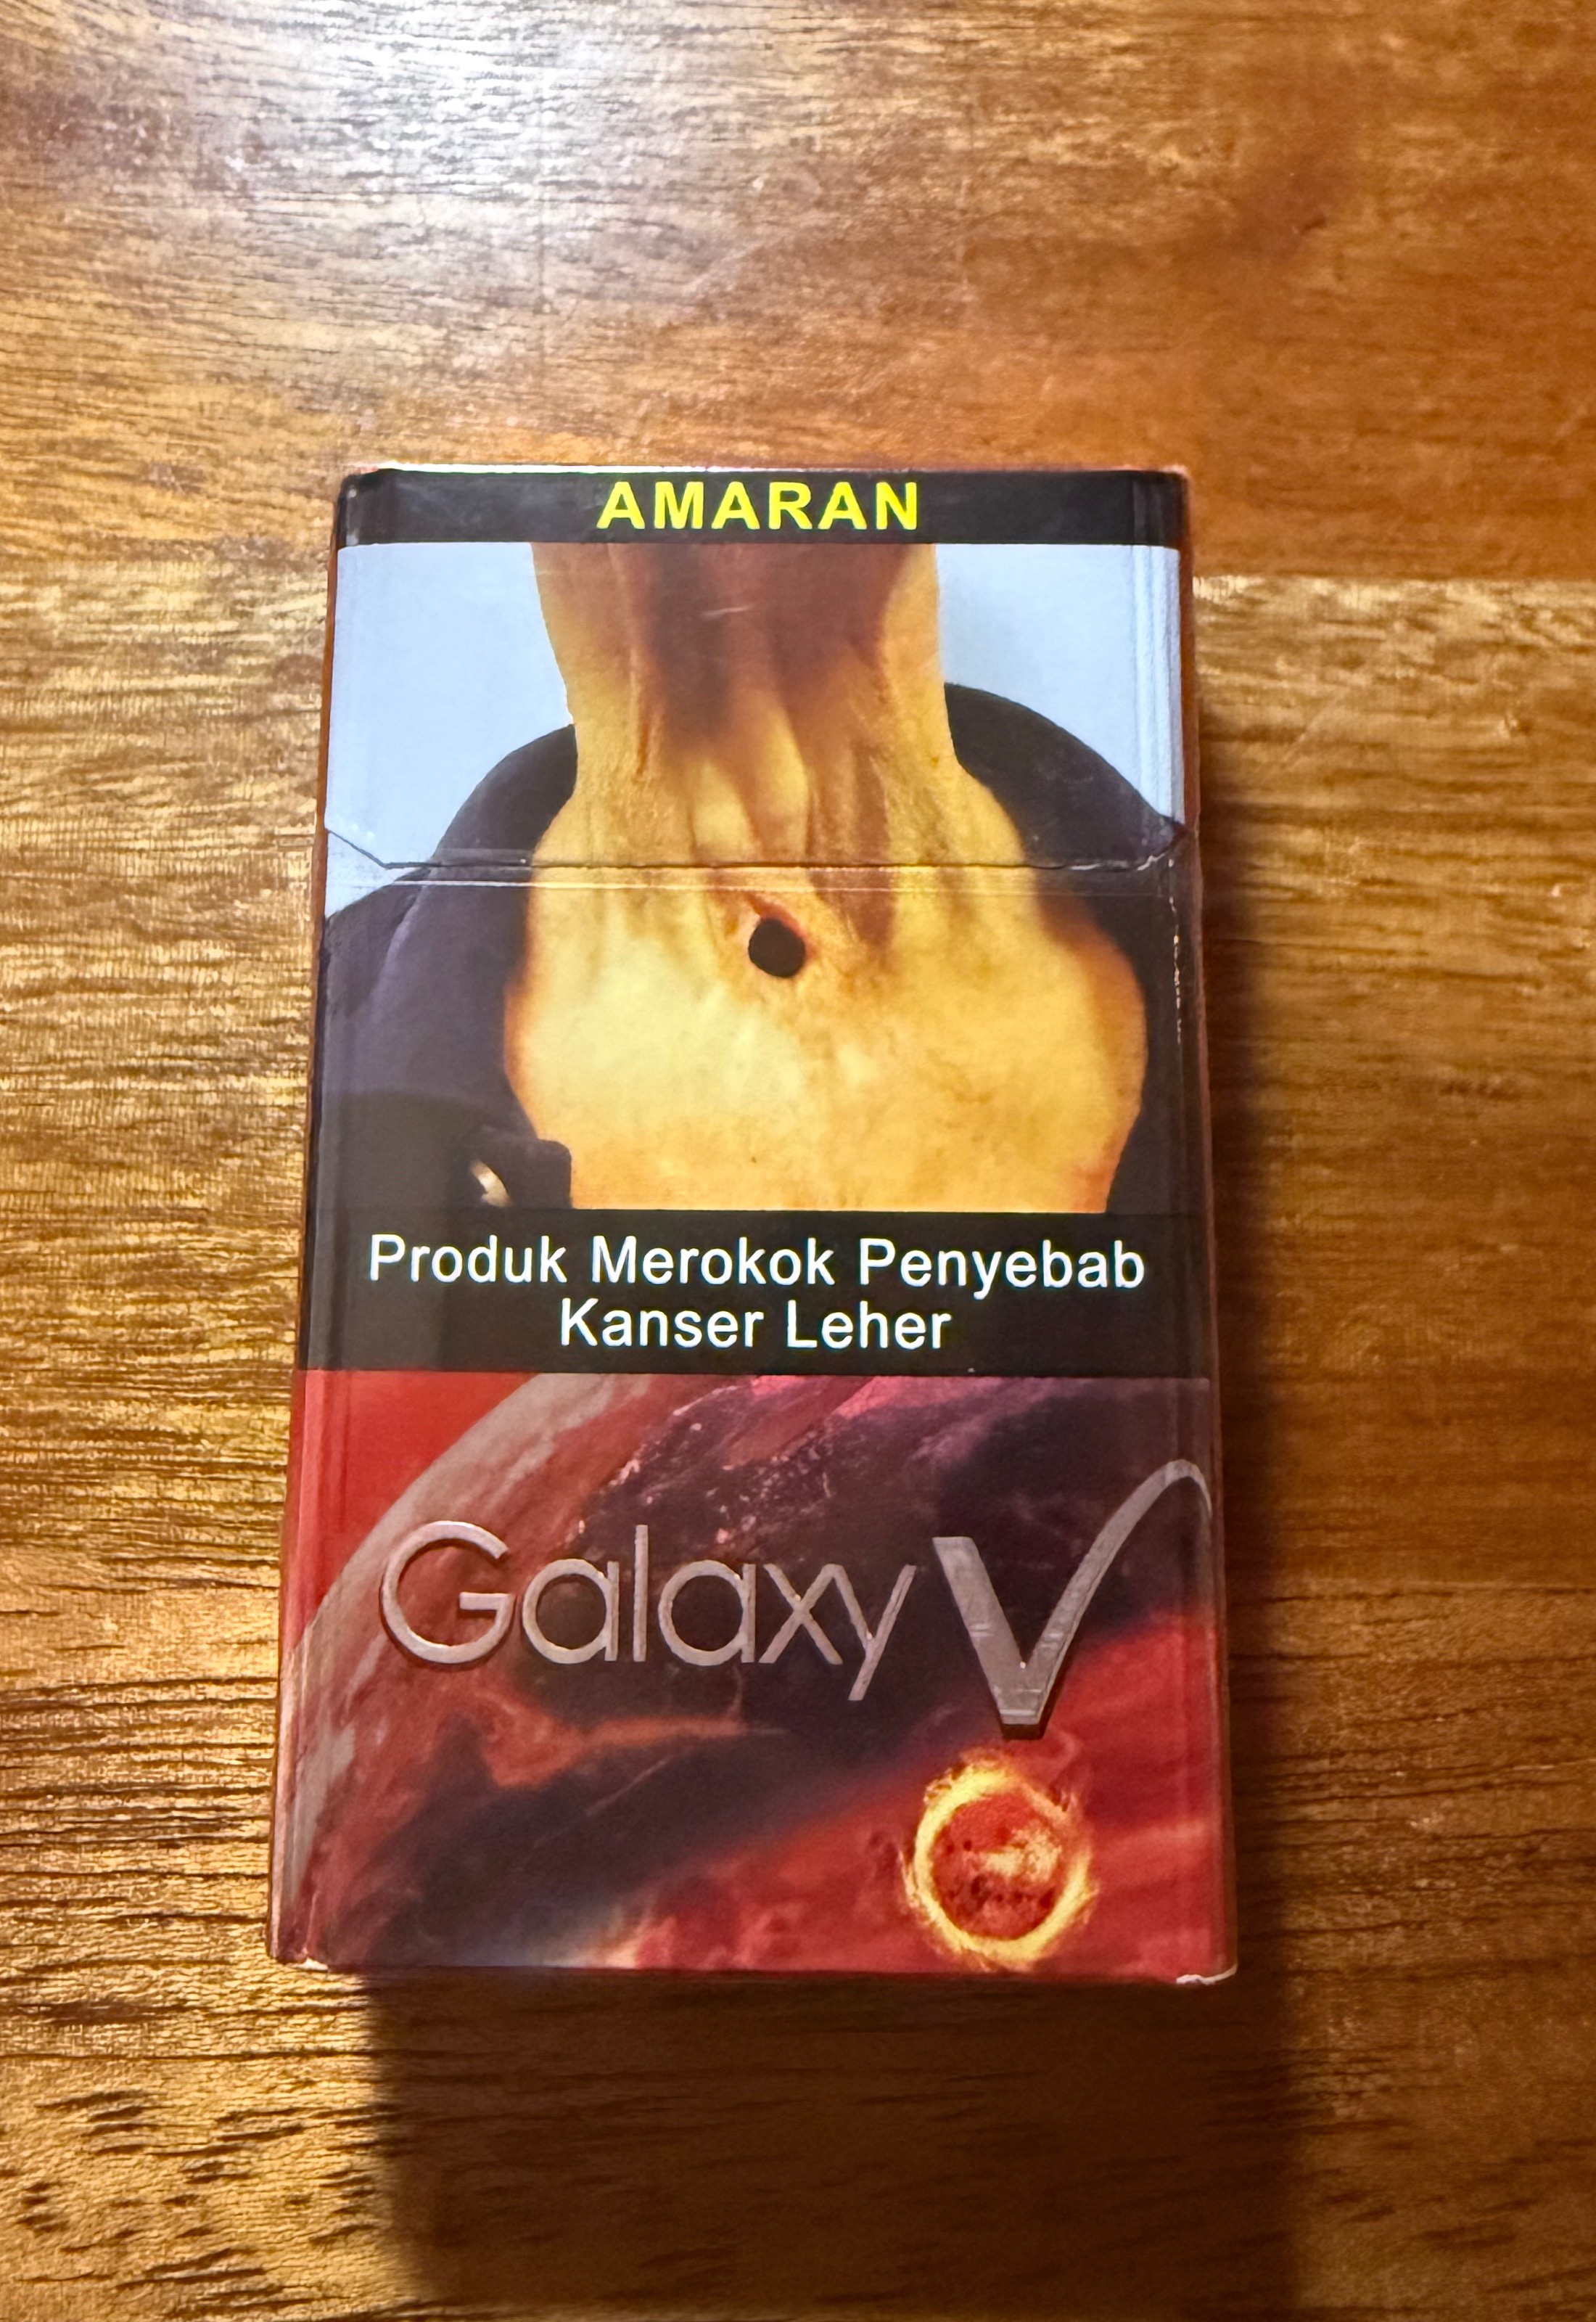 AMARAN
Produk Merokok Penyebab
Kanser Leher
Galaxy V